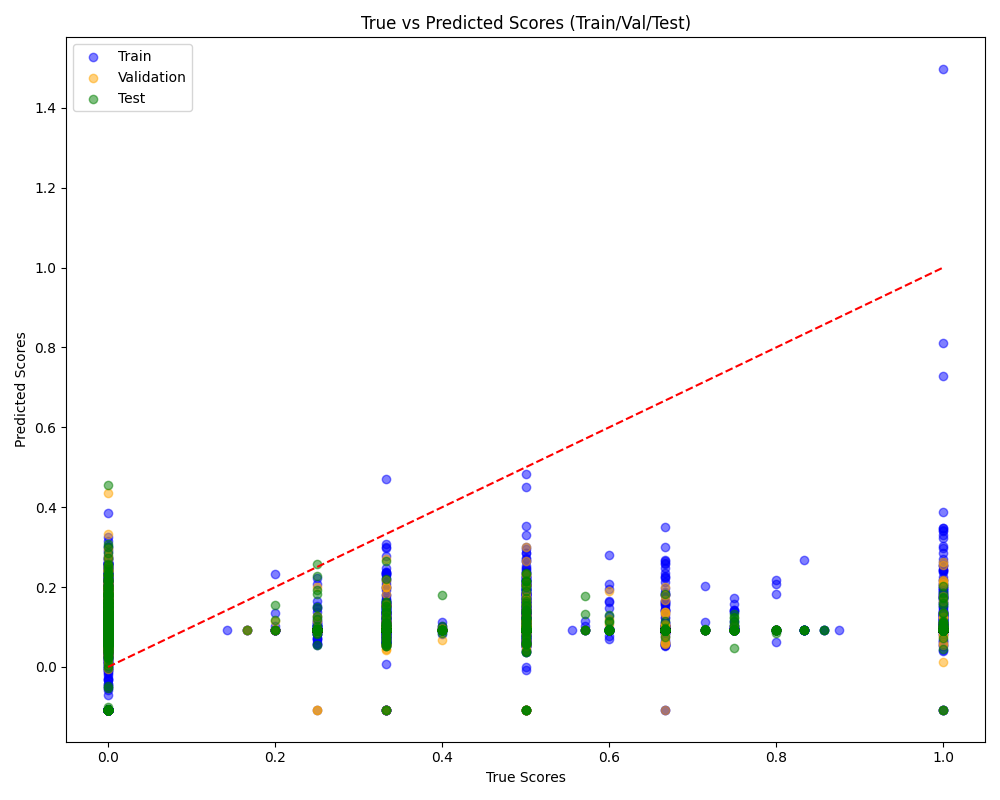 True vs Predicted Scores (Train/Val/Test)
Train
Validation
Test
Predicted Scores
1.4
1.2
1.0
0.8
0.6
0.4
0.2
0.0
0.0 0.2 0.4 0.6 0.8 1.0
True Scores